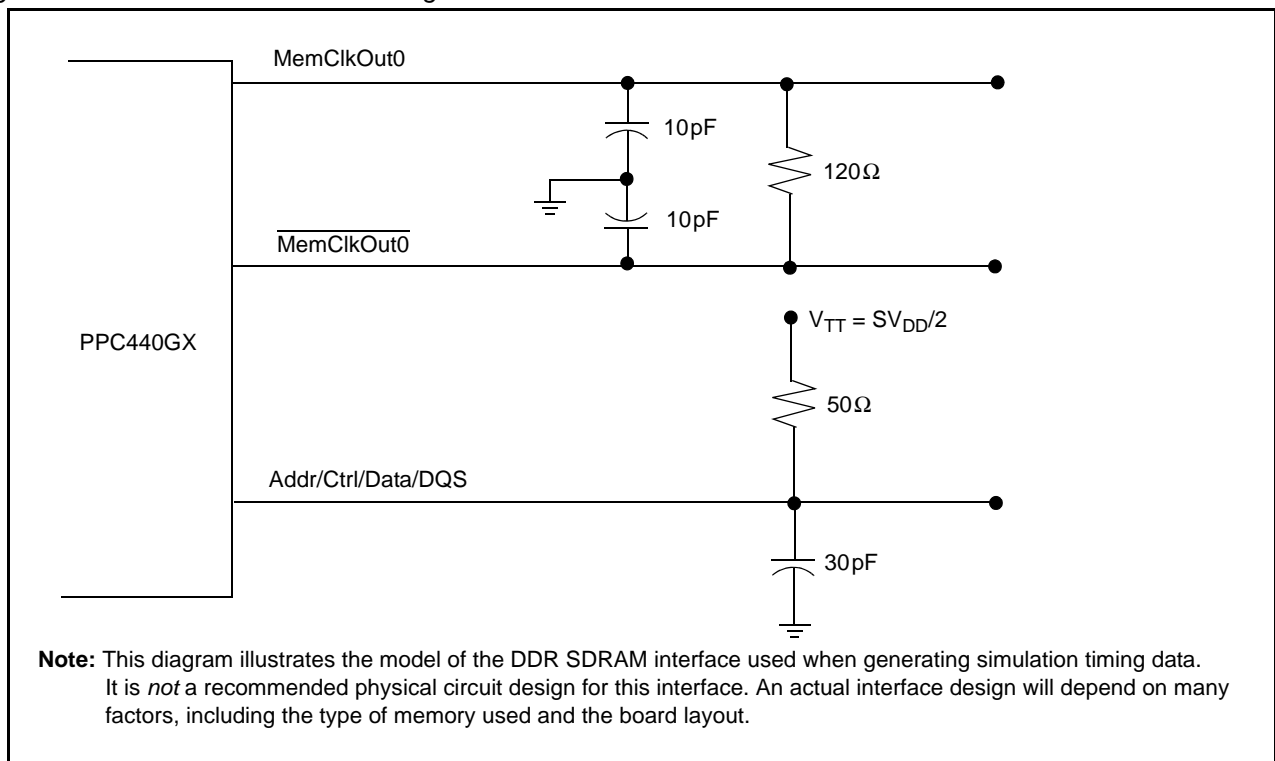 MemClkOut0
10pF
120Ω
10pF
MemClkOut0
V_TT = SV_DD/2
PPC440GX
50Ω
Addr/Ctrl/Data/DQS
30pF
Note: This diagram illustrates the model of the DDR SDRAM interface used when generating simulation timing data.
It is not a recommended physical circuit design for this interface. An actual interface design will depend on many
factors, including the type of memory used and the board layout.